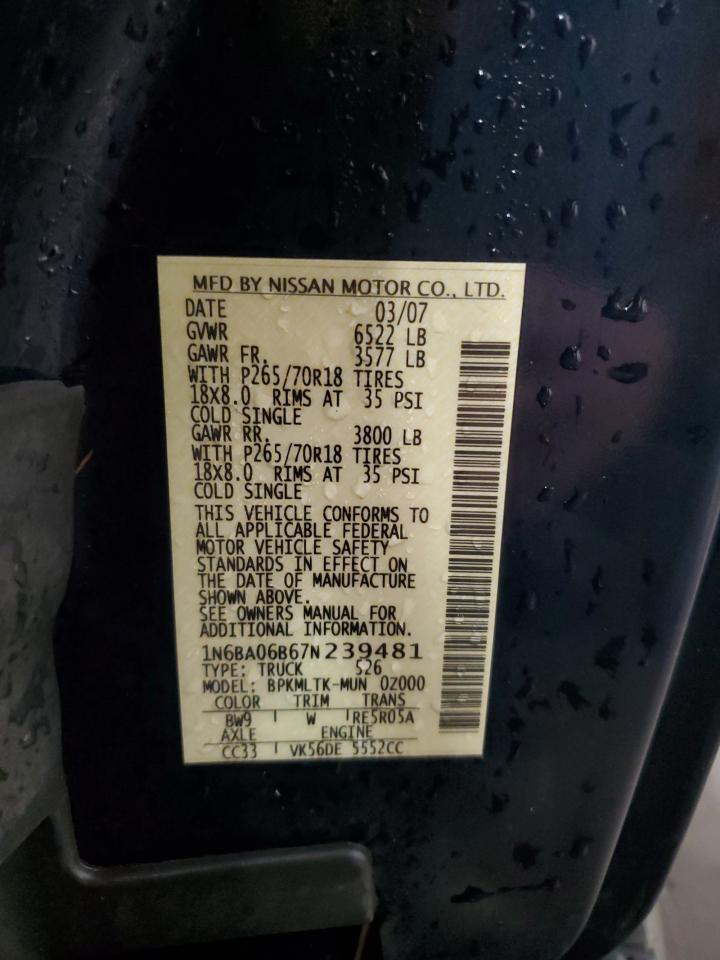 MFD BY NISSAN MOTOR CO., LTD.
DATE 03/07
GVWR 6522 LB
GAWR FR. 3577 LB
WITH P265/70R18 TIRES
18X8.0 RIMS AT 35 PSI
COLD SINGLE
GAWR RR. 3800 LB
WITH P265/70R18 TIRES
18X8.0 RIMS AT 35 PSI
COLD SINGLE
THIS VEHICLE CONFORMS TO
ALL APPLICABLE FEDERAL
MOTOR VEHICLE SAFETY
STANDARDS IN EFFECT ON
THE DATE OF MANUFACTURE
SHOWN ABOVE.
SEE OWNERS MANUAL FOR
ADDITIONAL INFORMATION.
1N6BA06B67N239481
TYPE: TRUCK 526
MODEL: BPKMLTK-MUN 0Z000
COLOR TRIM TRANS
BW9 W RE5R05A
AXLE ENGINE
CC33 VK56DE 5552CC